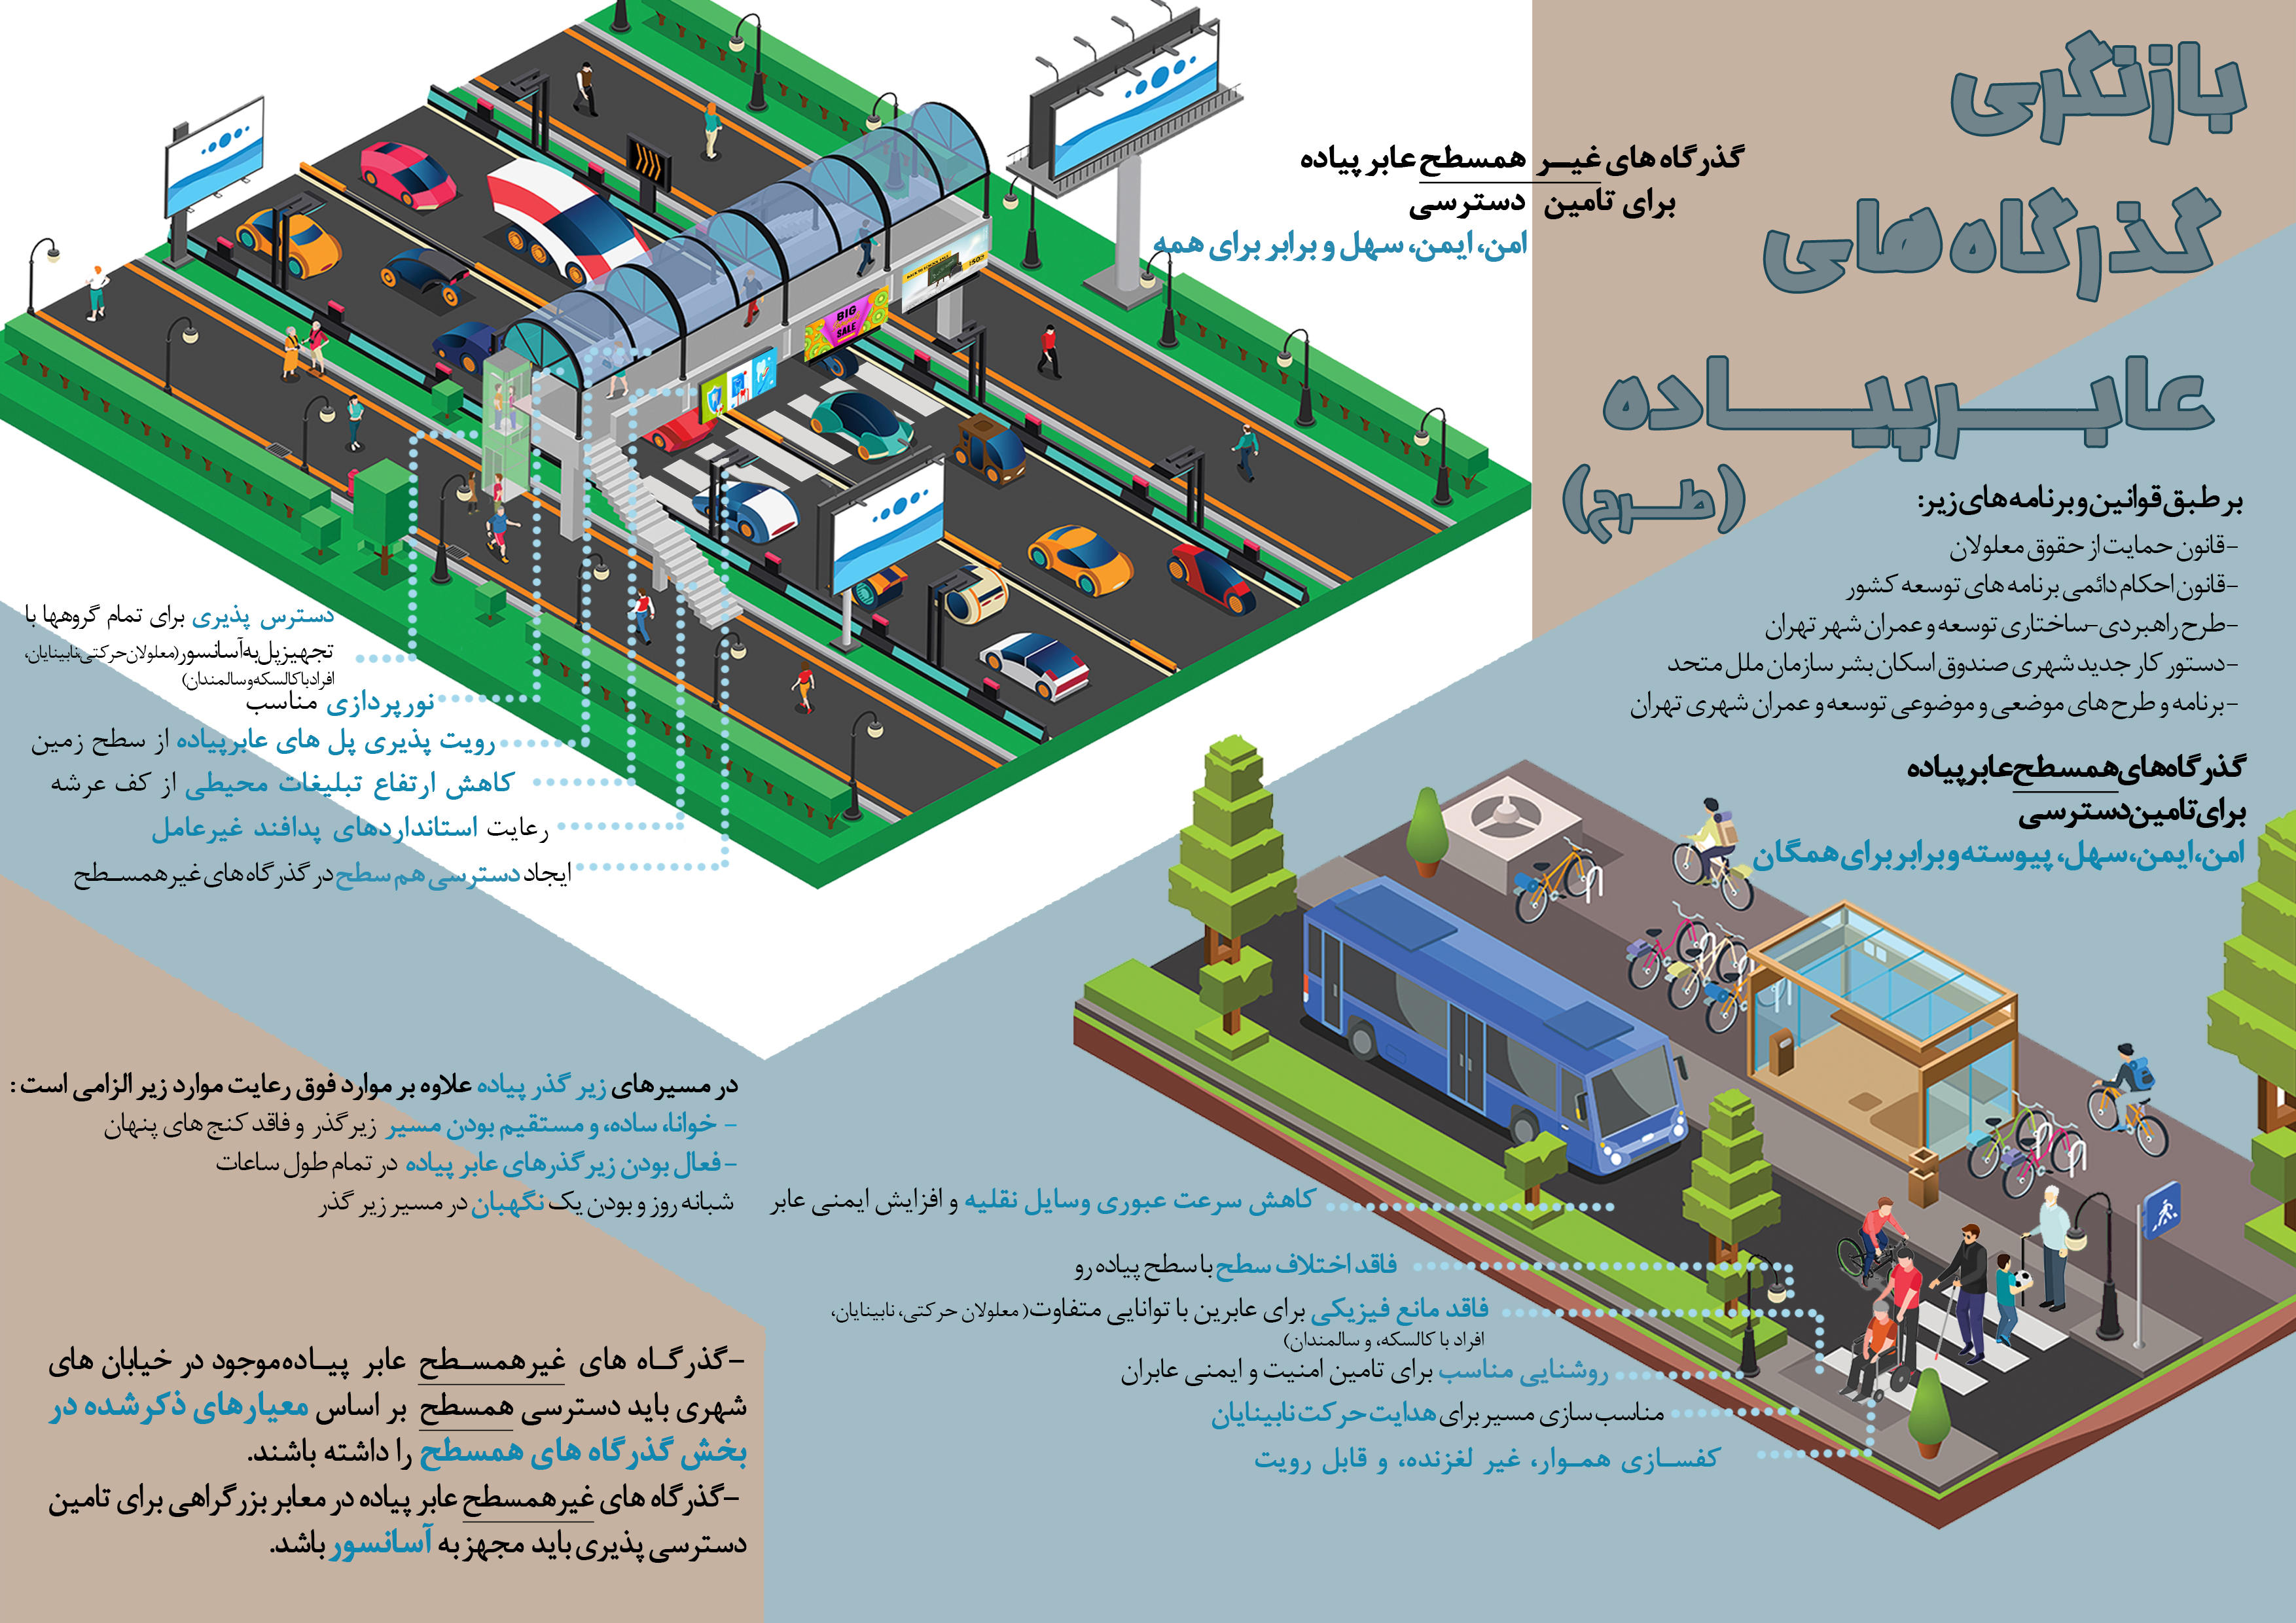 بازنگری
گذرگاه های
عابرپیاده
(طرح)
بر طبق قوانین و برنامه های زیر:
-قانون حمایت از حقوق معلولان
-قانون احکام دائمی برنامه های توسعه کشور
-طرح راهبردی-ساختاری توسعه و عمران شهر تهران
-دستور کار جدید شهری صندوق اسکان بشر سازمان ملل متحد
-برنامه و طرح های موضعی و موضوعی توسعه و عمران شهری تهران
گذرگاه‌های همسطح عابر پیاده
برای تامین دسترسی
امن، ایمن، سهل، پیوسته و برابر برای همگان
کاهش سرعت عبوری وسایل نقلیه و افزایش ایمنی عابر
فاقد اختلاف سطح با سطح پیاده رو
فاقد مانع فیزیکی برای عابرین با توانایی متفاوت( معلولان حرکتی، نابینایان،
افراد با کالسکه، و سالمندان)
روشنایی مناسب برای تامین امنیت و ایمنی عابران
مناسب سازی مسیر برای هدایت حرکت نابینایان
کفسازی هموار، غیر لغزنده، و قابل رویت
گذرگاه های غیر همسطح عابر پیاده
برای تامین دسترسی
امن، ایمن، سهل و برابر برای همه
BIG
SALE
دسترس پذیری برای تمام گروهها با
تجهیز پل به آسانسور(معلولان حرکتی، نابینایان،
افراد با کالسکه و سالمندان)
نورپردازی مناسب
رویت پذیری پل های عابرپیاده از سطح زمین
کاهش ارتفاع تبلیغات محیطی از کف عرشه
رعایت استانداردهای پدافند غیرعامل
ایجاد دسترسی هم سطح در گذرگاه های غیرهمسطح
در مسیرهای زیر گذر پیاده علاوه بر موارد فوق رعایت موارد زیر الزامی است :
- خوانا، ساده، و مستقیم بودن مسیر زیرگذر و فاقد کنج های پنهان
-فعال بودن زیرگذرهای عابر پیاده در تمام طول ساعات
شبانه روز و بودن یک نگهبان در مسیر زیر گذر
-گذرگاه های غیرهمسطح عابر پیاده موجود در خیابان های
شهری باید دسترسی همسطح بر اساس معیارهای ذکرشده در
بخش گذرگاه های همسطح را داشته باشند.
-گذرگاه های غیرهمسطح عابر پیاده در معابر بزرگراهی برای تامین
دسترسی پذیری باید مجهز به آسانسور باشد.